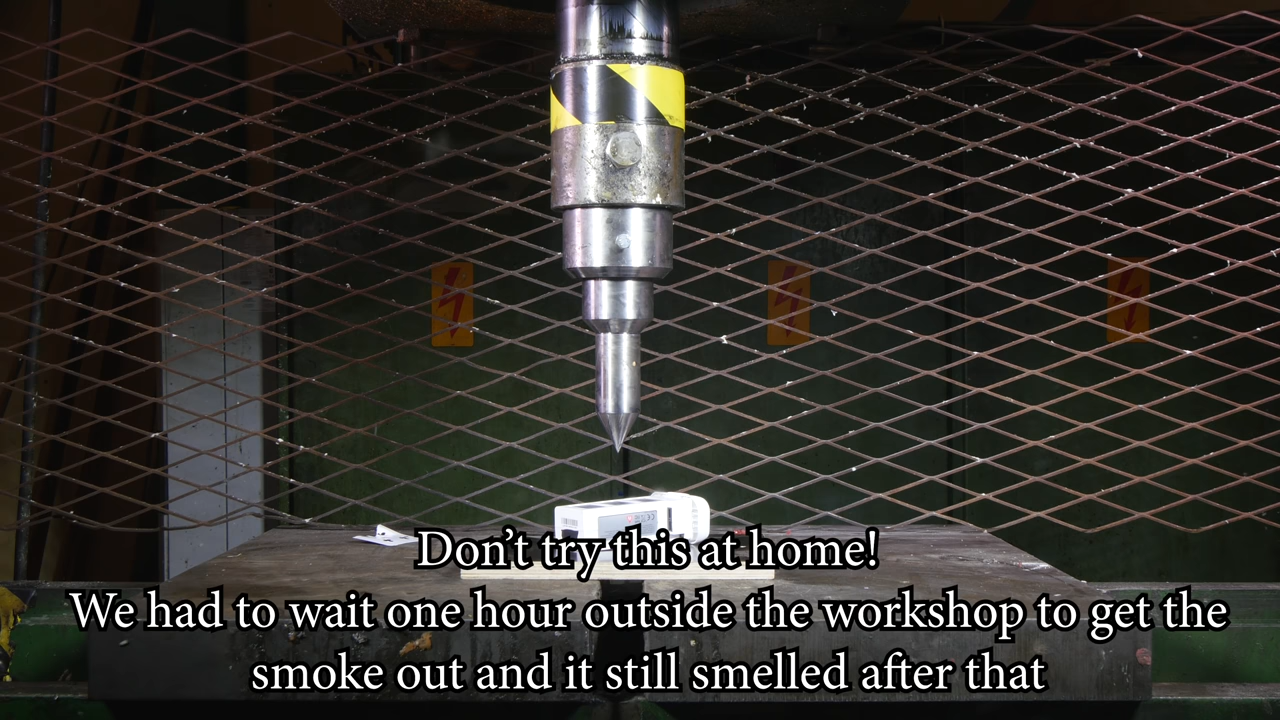 Don't try this at home!
We had to wait one hour outside the workshop to get the
smoke out and it still smelled after that